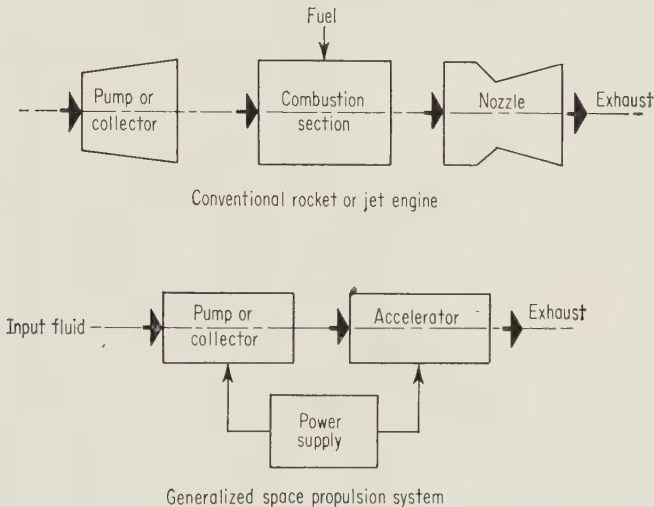 Fuel
Pump or
collector
Combustion
section
Nozzle
Exhaust
Conventional rocket or jet engine
Input fluid
Pump or
collector
Accelerator
Exhaust
Power
supply
Generalized space propulsion system